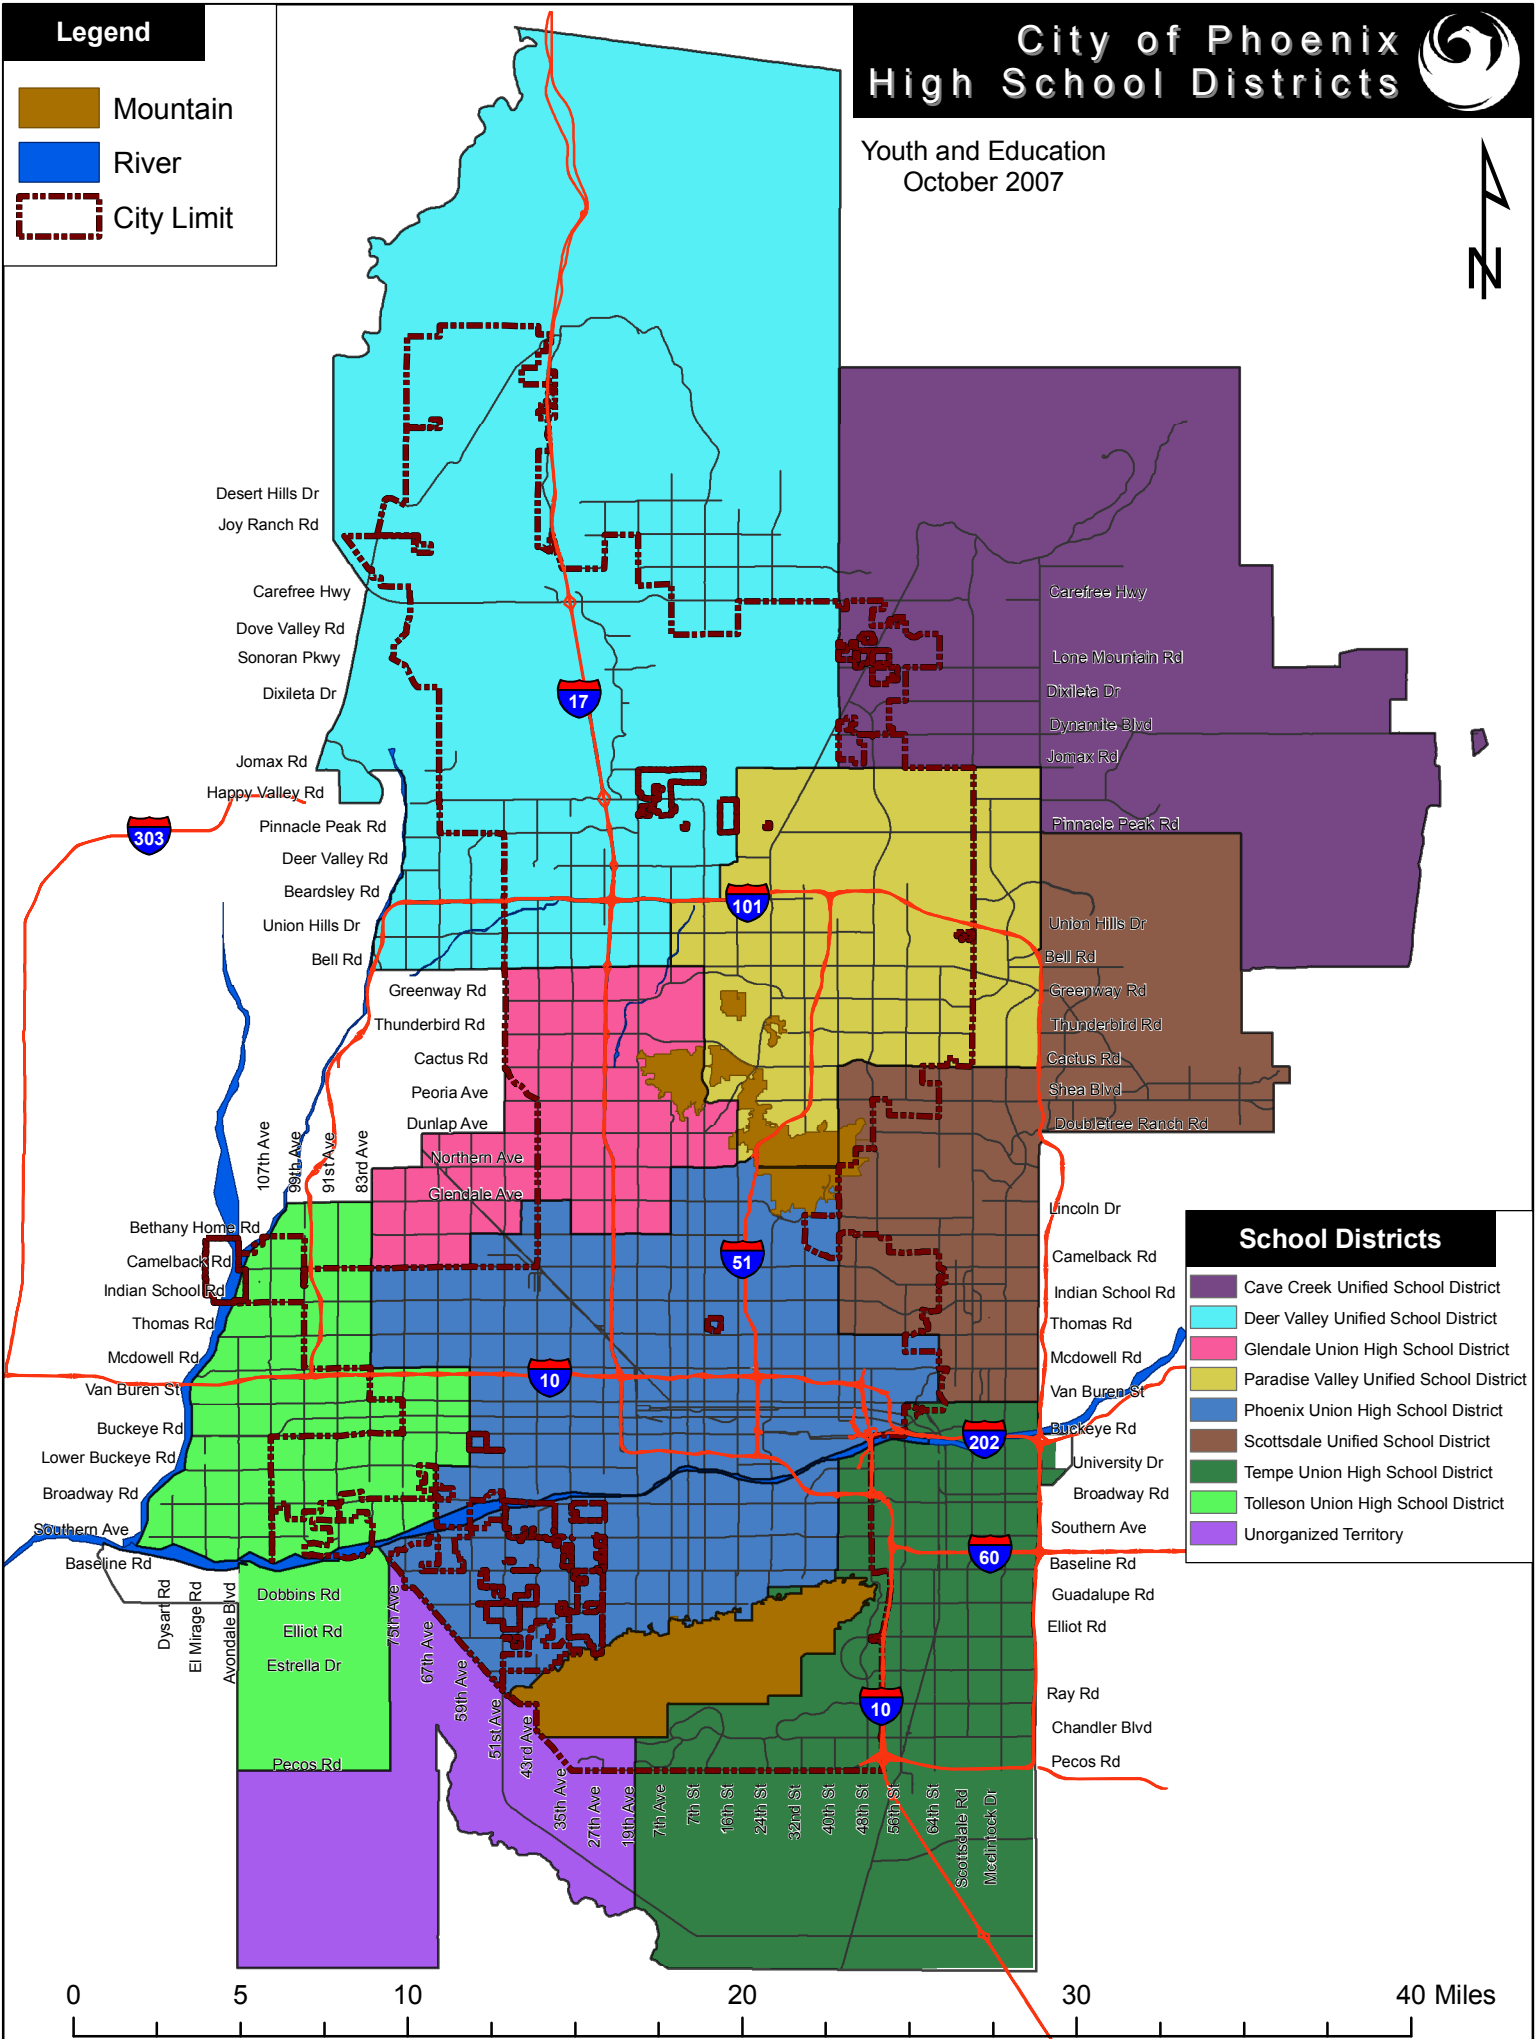 Legend
Mountain
River
City Limit
City of Phoenix
High School Districts
Youth and Education
October 2007
N
Desert Hills Dr
Joy Ranch Rd
Carefree Hwy
Dove Valley Rd
Sonoran Pkwy
Dixileta Dr
Jomax Rd
Happy Valley Rd
Pinnacle Peak Rd
Deer Valley Rd
Beardsley Rd
Union Hills Dr
Bell Rd
Greenway Rd
Thunderbird Rd
Cactus Rd
Peoria Ave
Dunlap Ave
Northern Ave
Glendale Ave
107th Ave
99th Ave
91st Ave
83rd Ave
Bethany Home Rd
Camelback Rd
Indian School Rd
Thomas Rd
Mcdowell Rd
Van Buren St
Buckeye Rd
Lower Buckeye Rd
Broadway Rd
Southern Ave
Baseline Rd
Dobbins Rd
Elliot Rd
Estrella Dr
Pecos Rd
Dysart Rd
El Mirage Rd
Avondale Blvd
75th Ave
67th Ave
59th Ave
51st Ave
43rd Ave
35th Ave
27th Ave
19th Ave
7th Ave
7th St
16th St
24th St
32nd St
40th St
48th St
56th St
64th St
Scottsdale Rd
Mcclintock Dr
17
303
101
51
10
202
60
10
Carefree Hwy
Lone Mountain Rd
Dixileta Dr
Dynamite Blvd
Jomax Rd
Pinnacle Peak Rd
Union Hills Dr
Bell Rd
Greenway Rd
Thunderbird Rd
Cactus Rd
Shea Blvd
Doubletree Ranch Rd
Lincoln Dr
Camelback Rd
Indian School Rd
Thomas Rd
Mcdowell Rd
Van Buren St
Buckeye Rd
University Dr
Broadway Rd
Southern Ave
Baseline Rd
Guadalupe Rd
Elliot Rd
Ray Rd
Chandler Blvd
Pecos Rd
School Districts
Cave Creek Unified School District
Deer Valley Unified School District
Glendale Union High School District
Paradise Valley Unified School District
Phoenix Union High School District
Scottsdale Unified School District
Tempe Union High School District
Tolleson Union High School District
Unorganized Territory
0 5 10 20 30 40 Miles